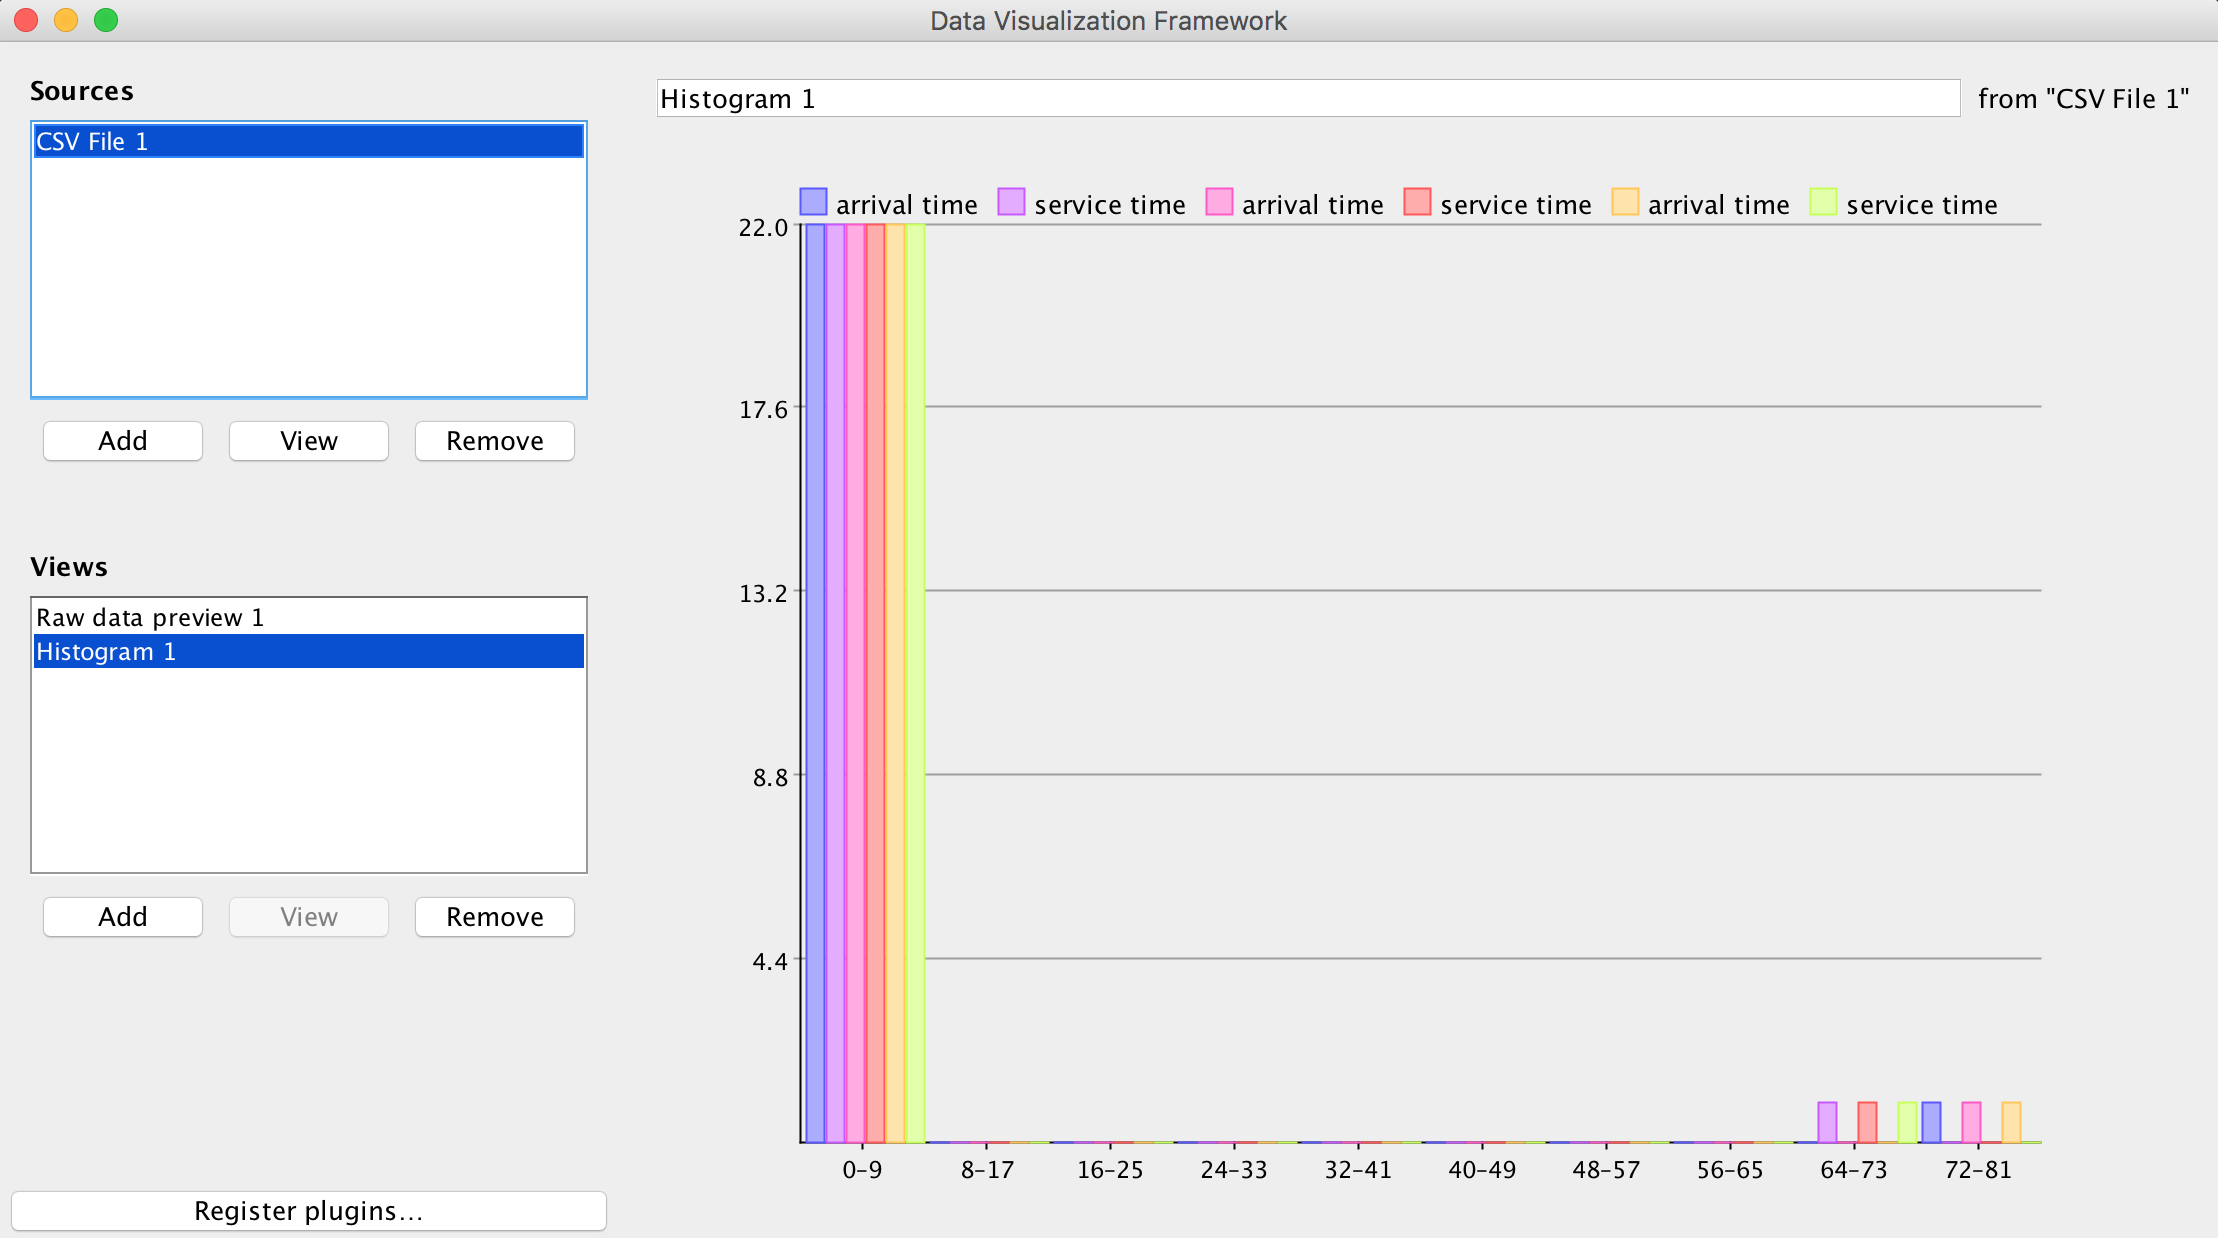 Data Visualization Framework
Sources
CSV File 1
Add View Remove
Views
Raw data preview 1
Histogram 1
Add View Remove
Register plugins...
Histogram 1 from "CSV File 1"
arrival time service time arrival time service time arrival time service time
22.0
17.6
13.2
8.8
4.4
0-9 8-17 16-25 24-33 32-41 40-49 48-57 56-65 64-73 72-81